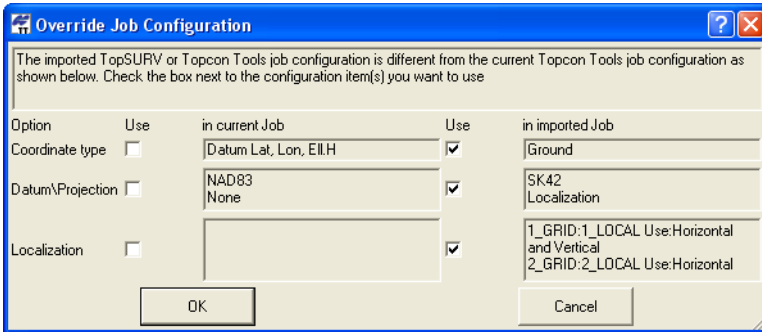 Override Job Configuration
The imported TopSURV or Topcon Tools job configuration is different from the current Topcon Tools job configuration as
shown below. Check the box next to the configuration item(s) you want to use
Option Use in current Job Use in imported Job
Coordinate type Datum Lat, Lon, Ell.H Ground
Datum\Projection NAD83 SK42
None Localization
Localization 1_GRID:1_LOCAL Use:Horizontal
and Vertical
2_GRID:2_LOCAL Use:Horizontal
OK Cancel